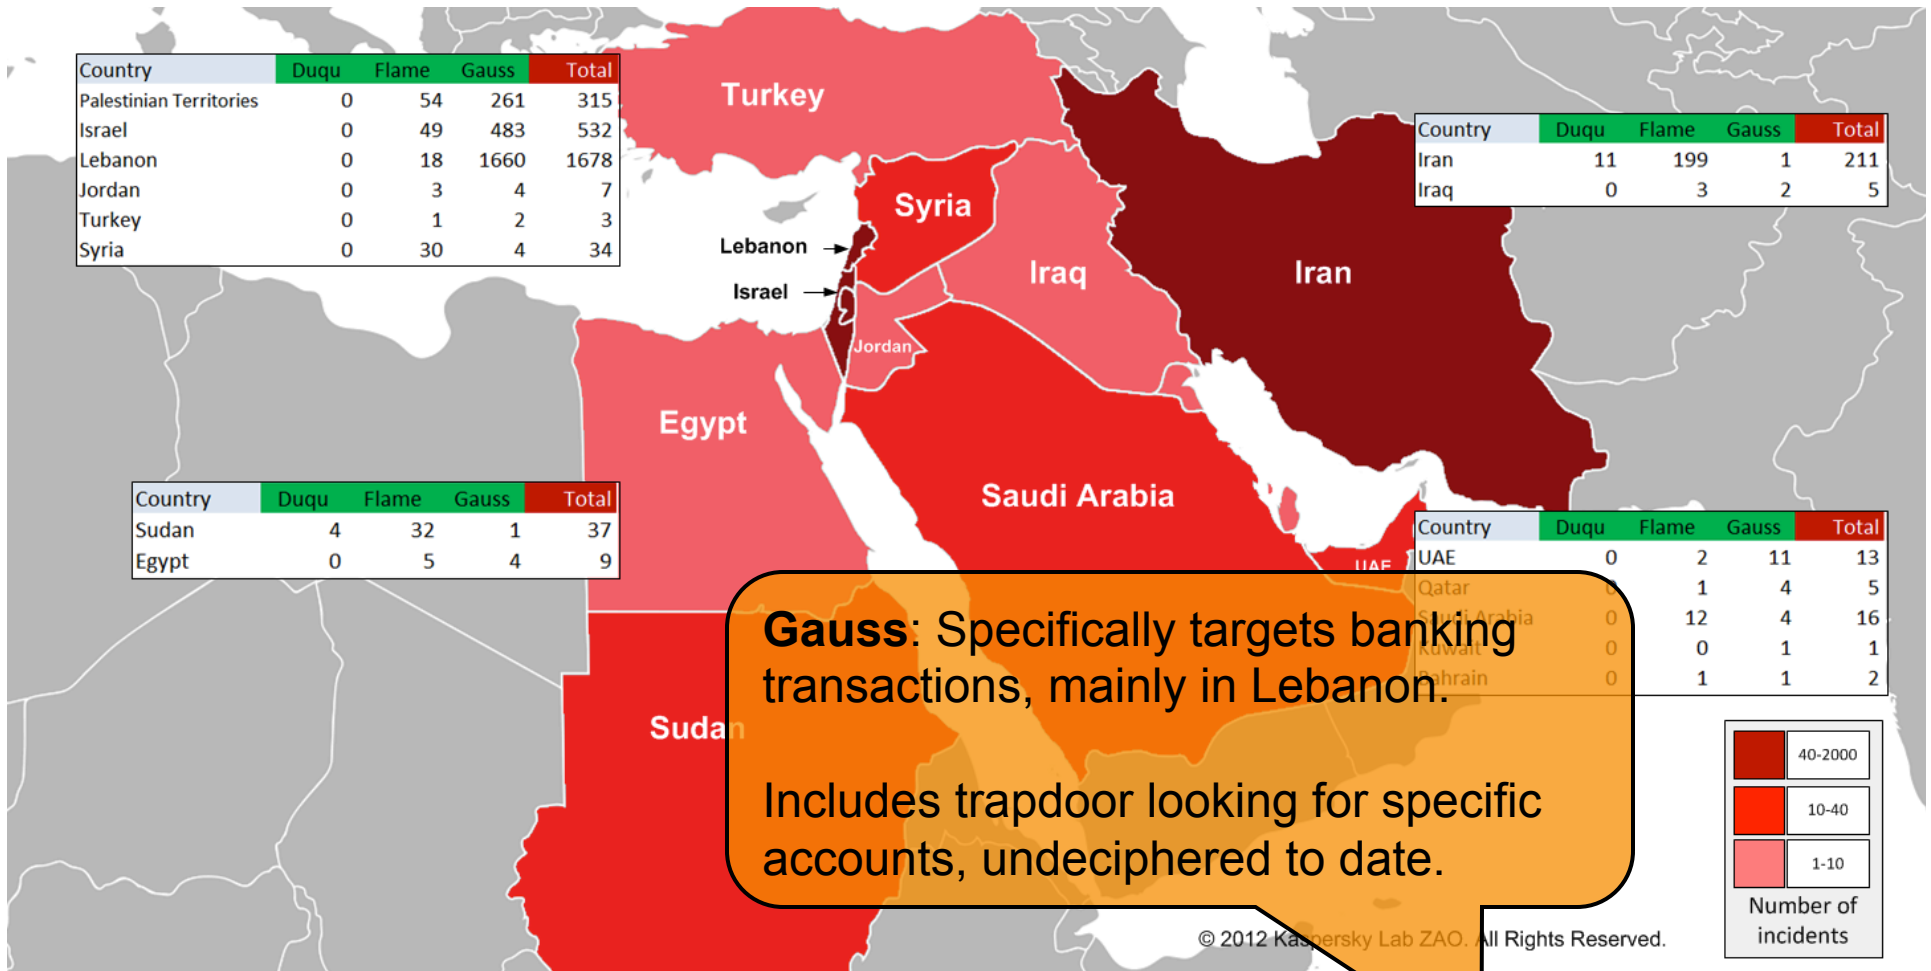 Country Duqu Flame Gauss Total
Palestinian Territories 0 54 261 315
Israel 0 49 483 532
Lebanon 0 18 1660 1678
Jordan 0 3 4 7
Turkey 0 1 2 3
Syria 0 30 4 34
Turkey
Country Duqu Flame Gauss Total
Iran 11 199 1 211
Iraq 0 3 2 5
Syria
Lebanon
Israel
Iraq
Iran
Jordan
Egypt
Saudi Arabia
Country Duqu Flame Gauss Total
Sudan 4 32 1 37
Egypt 0 5 4 9
UAE
Country Duqu Flame Gauss Total
UAE 0 2 11 13
Qatar 0 1 4 5
Saudi Arabia 0 12 4 16
Kuwait 0 0 1 1
Bahrain 0 1 1 2
Gauss: Specifically targets banking
transactions, mainly in Lebanon.
Sudan
Includes trapdoor looking for specific
accounts, undeciphered to date.
40-2000
10-40
1-10
Number of
incidents
© 2012 Kaspersky Lab ZAO. All Rights Reserved.